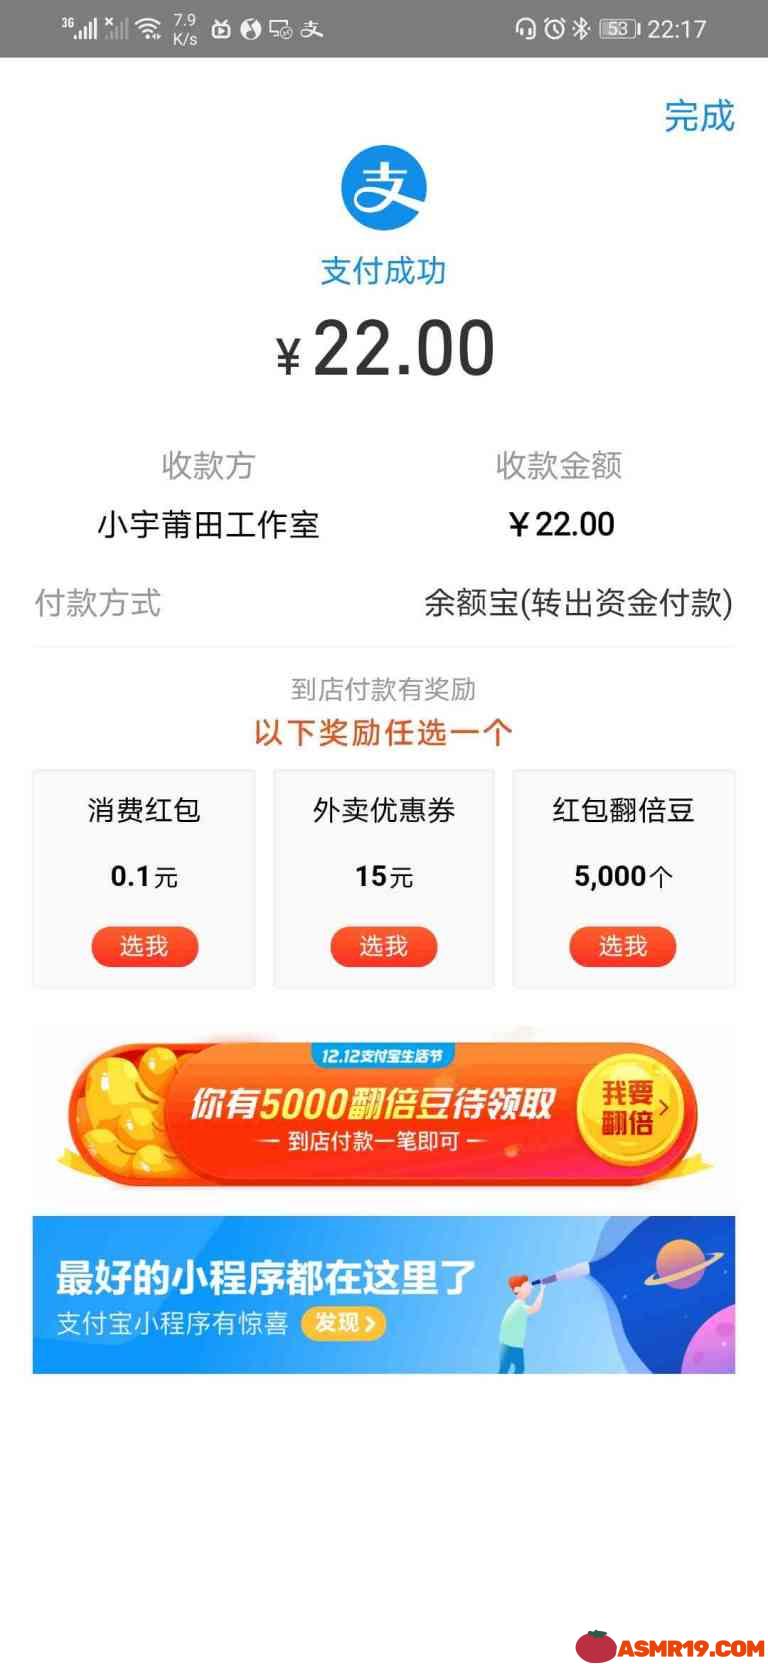 3G 7.9 K/s 53 22:17
完成
支
支付成功
¥22.00
收款方 收款金额
小宇莆田工作室 ¥22.00
付款方式 余额宝(转出资金付款)
到店付款有奖励
以下奖励任选一个
消费红包 外卖优惠券 红包翻倍豆
0.1元 15元 5,000个
选我 选我 选我
12.12支付宝生活节
你有5000翻倍豆待领取
到店付款一笔即可
我要
翻倍
最好的小程序都在这里了
支付宝小程序有惊喜 发现
ASMR19.COM